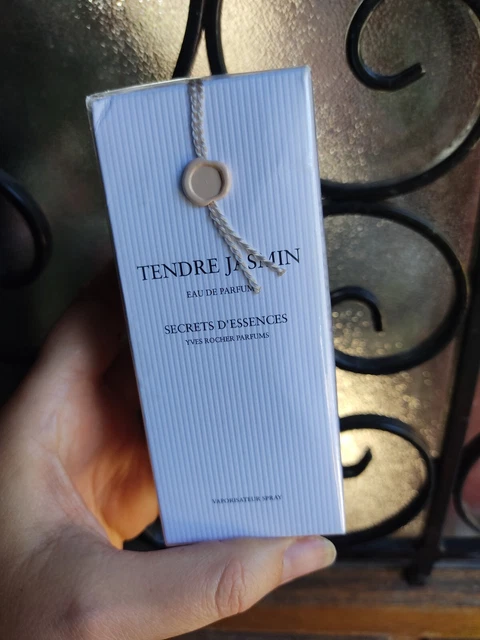 TENDRE JASMIN
EAU DE PARFUM
SECRETS D'ESSENCES
YVES ROCHER PARFUMS
VAPORISATEUR SPRAY